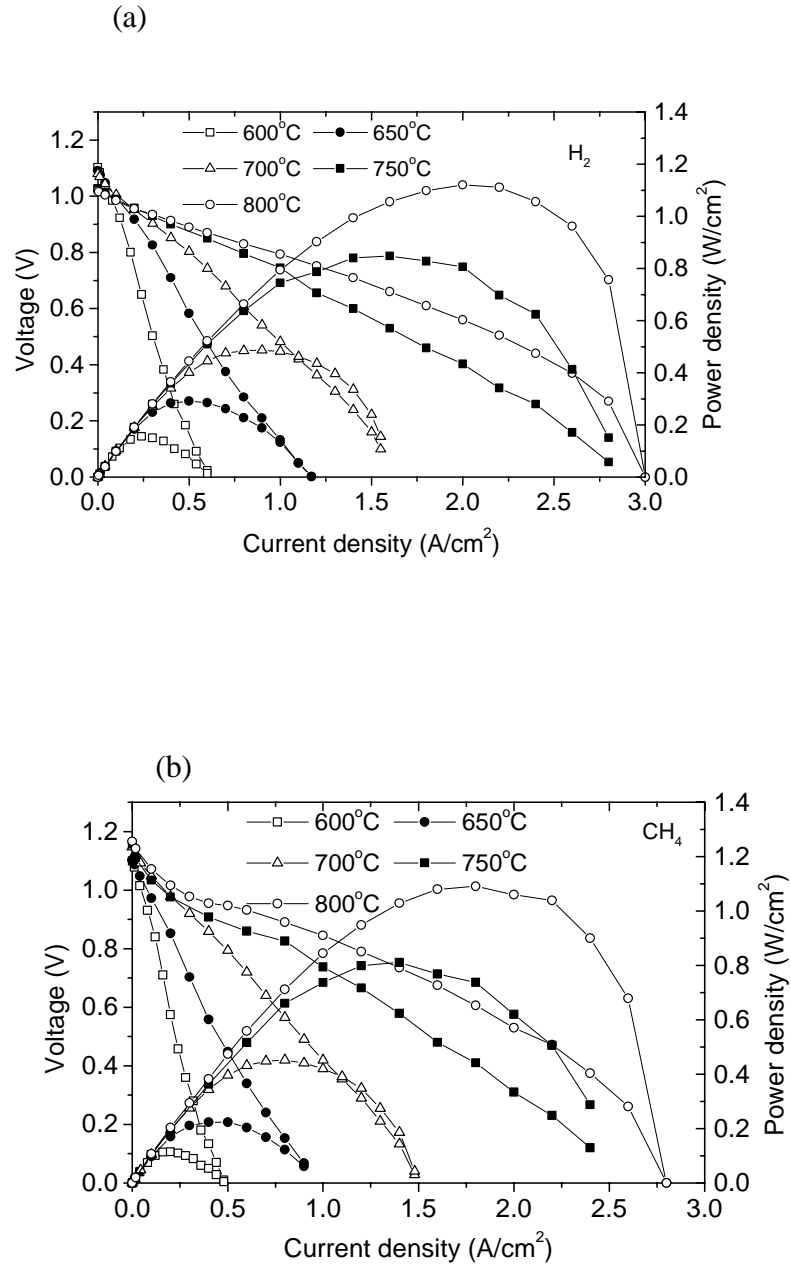 (a)
600°C 650°C
700°C 750°C
800°C
H₂
Voltage (V)
1.2
1.0
0.8
0.6
0.4
0.2
0.0
Power density (W/cm²)
1.4
1.2
1.0
0.8
0.6
0.4
0.2
0.0
0.0 0.5 1.0 1.5 2.0 2.5 3.0
Current density (A/cm²)
(b)
600°C 650°C
700°C 750°C
800°C
CH₄
Voltage (V)
1.2
1.0
0.8
0.6
0.4
0.2
0.0
Power density (W/cm²)
1.4
1.2
1.0
0.8
0.6
0.4
0.2
0.0
0.0 0.5 1.0 1.5 2.0 2.5 3.0
Current density (A/cm²)